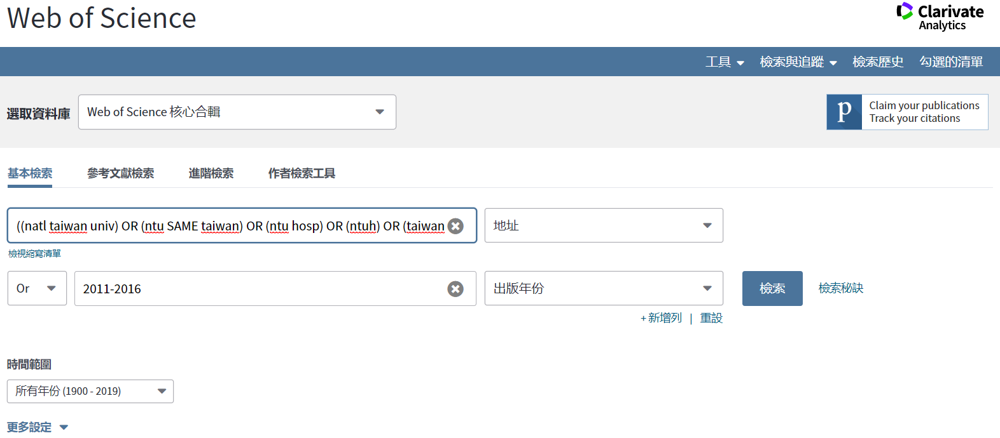 Web of Science
Clarivate
Analytics
工具 檢索與追蹤 檢索歷史 勾選的清單
選取資料庫 Web of Science 核心合輯
Claim your publications
Track your citations
基本檢索 參考文獻檢索 進階檢索 作者檢索工具
((natl taiwan univ) OR (ntu SAME taiwan) OR (ntu hosp) OR (ntuh) OR (taiwan 地址
檢視縮寫清單
Or 2011-2016 出版年份 檢索 檢索秘訣
+ 新增列 | 重設
時間範圍
所有年份 (1900 - 2019)
更多設定